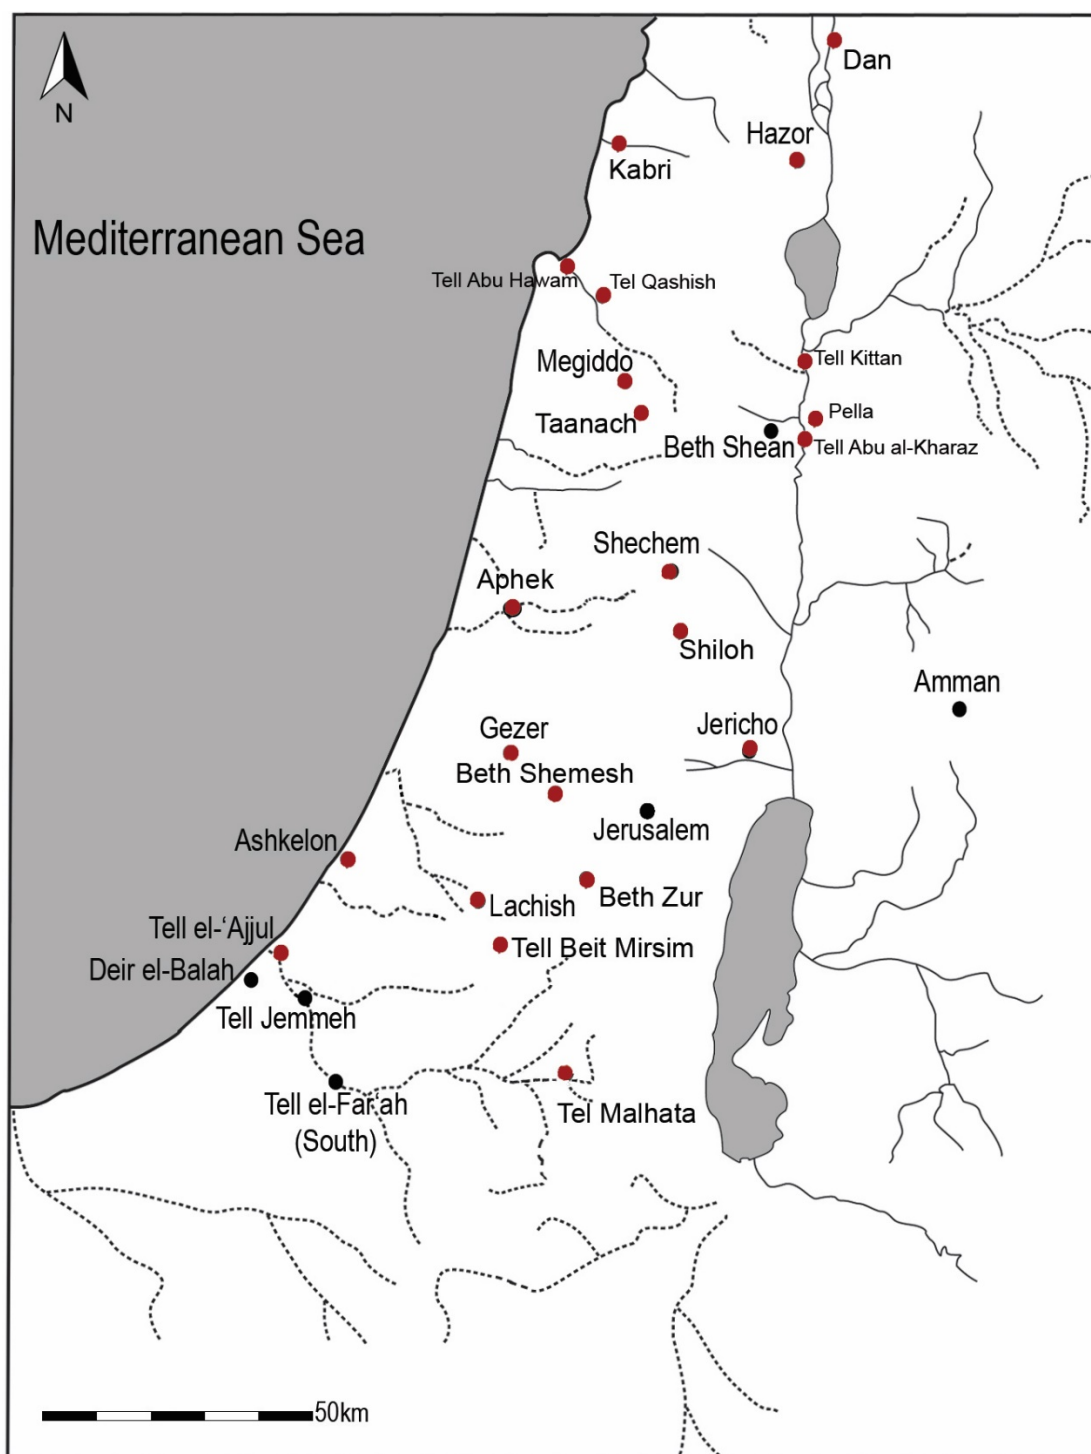 N
Dan
Hazor
Kabri
Mediterranean Sea
Tell Abu Hawam
Tel Qashish
Megiddo
Tell Kittan
Taanach
Pella
Beth Shean
Tell Abu al-Kharaz
Shechem
Aphek
Shiloh
Amman
Jericho
Gezer
Beth Shemesh
Jerusalem
Ashkelon
Lachish
Beth Zur
Tell el-‘Ajjul
Tell Beit Mirsim
Deir el-Balah
Tell Jemmeh
Tell el-Far'ah
(South)
Tel Malhata
50km